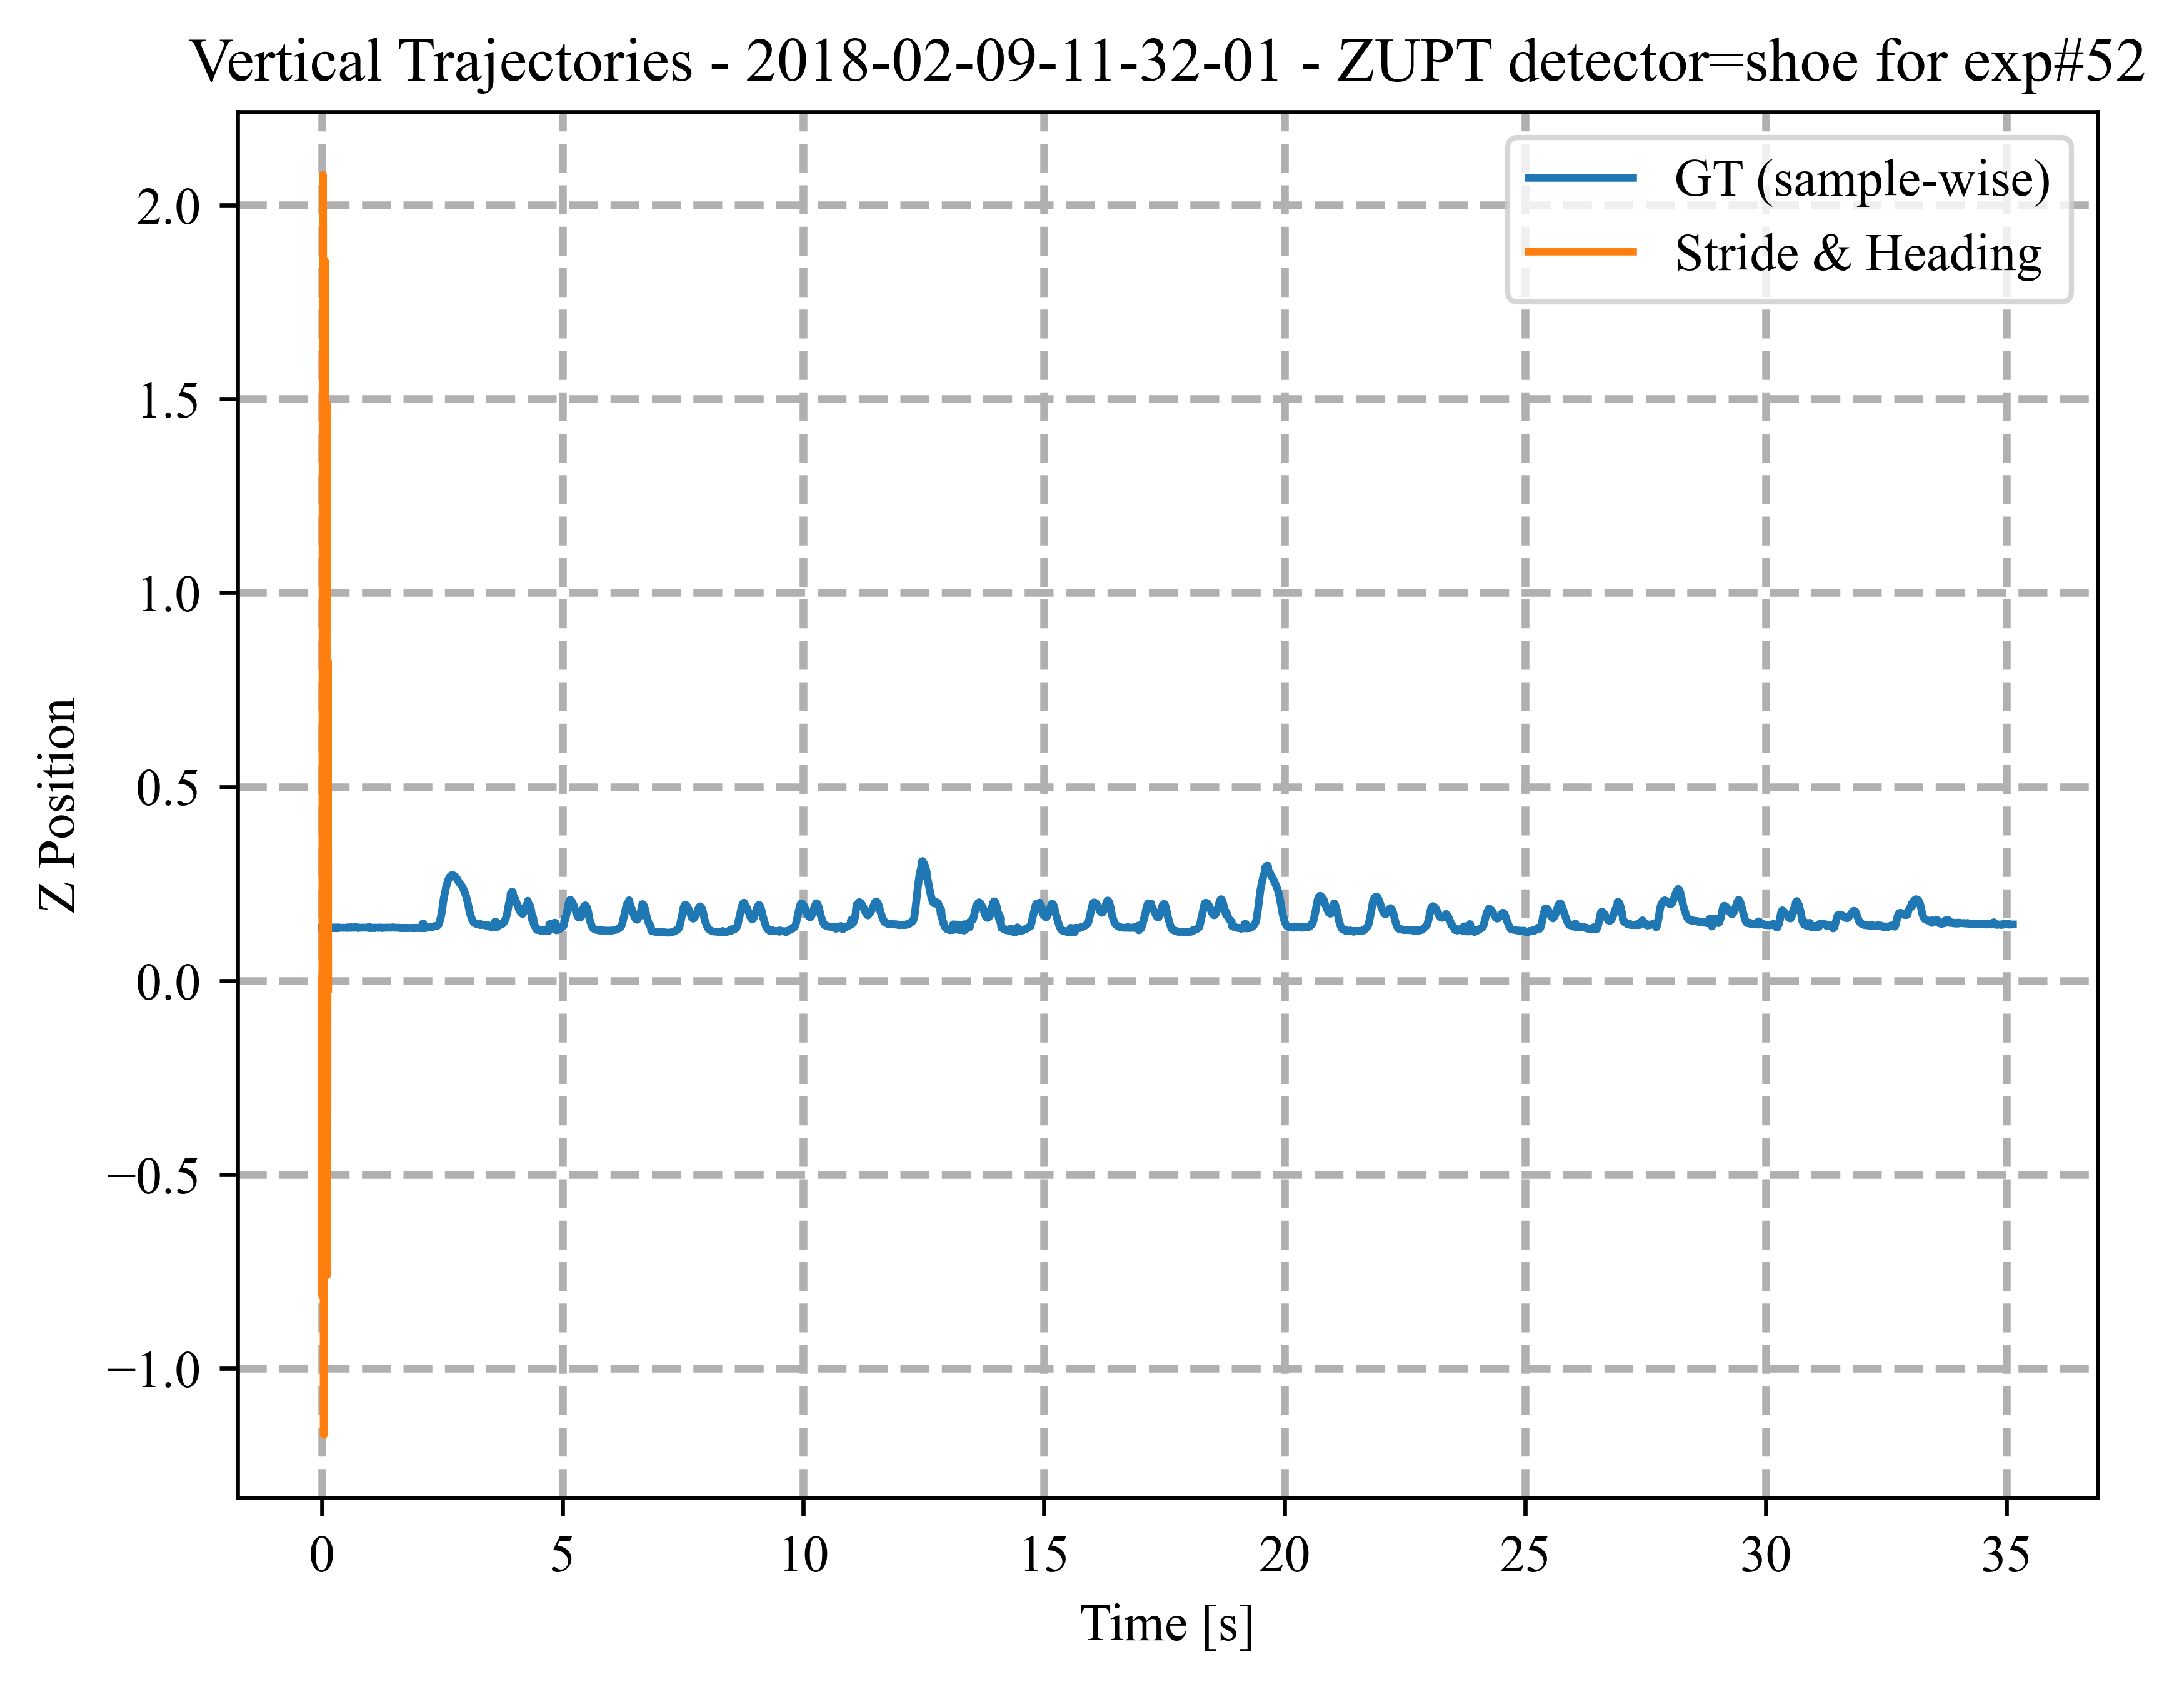 Vertical Trajectories - 2018-02-09-11-32-01 - ZUPT detector=shoe for exp#52
GT (sample-wise)
Stride & Heading
2.0
1.5
1.0
0.5
0.0
−0.5
−1.0
Z Position
0 5 10 15 20 25 30 35
Time [s]